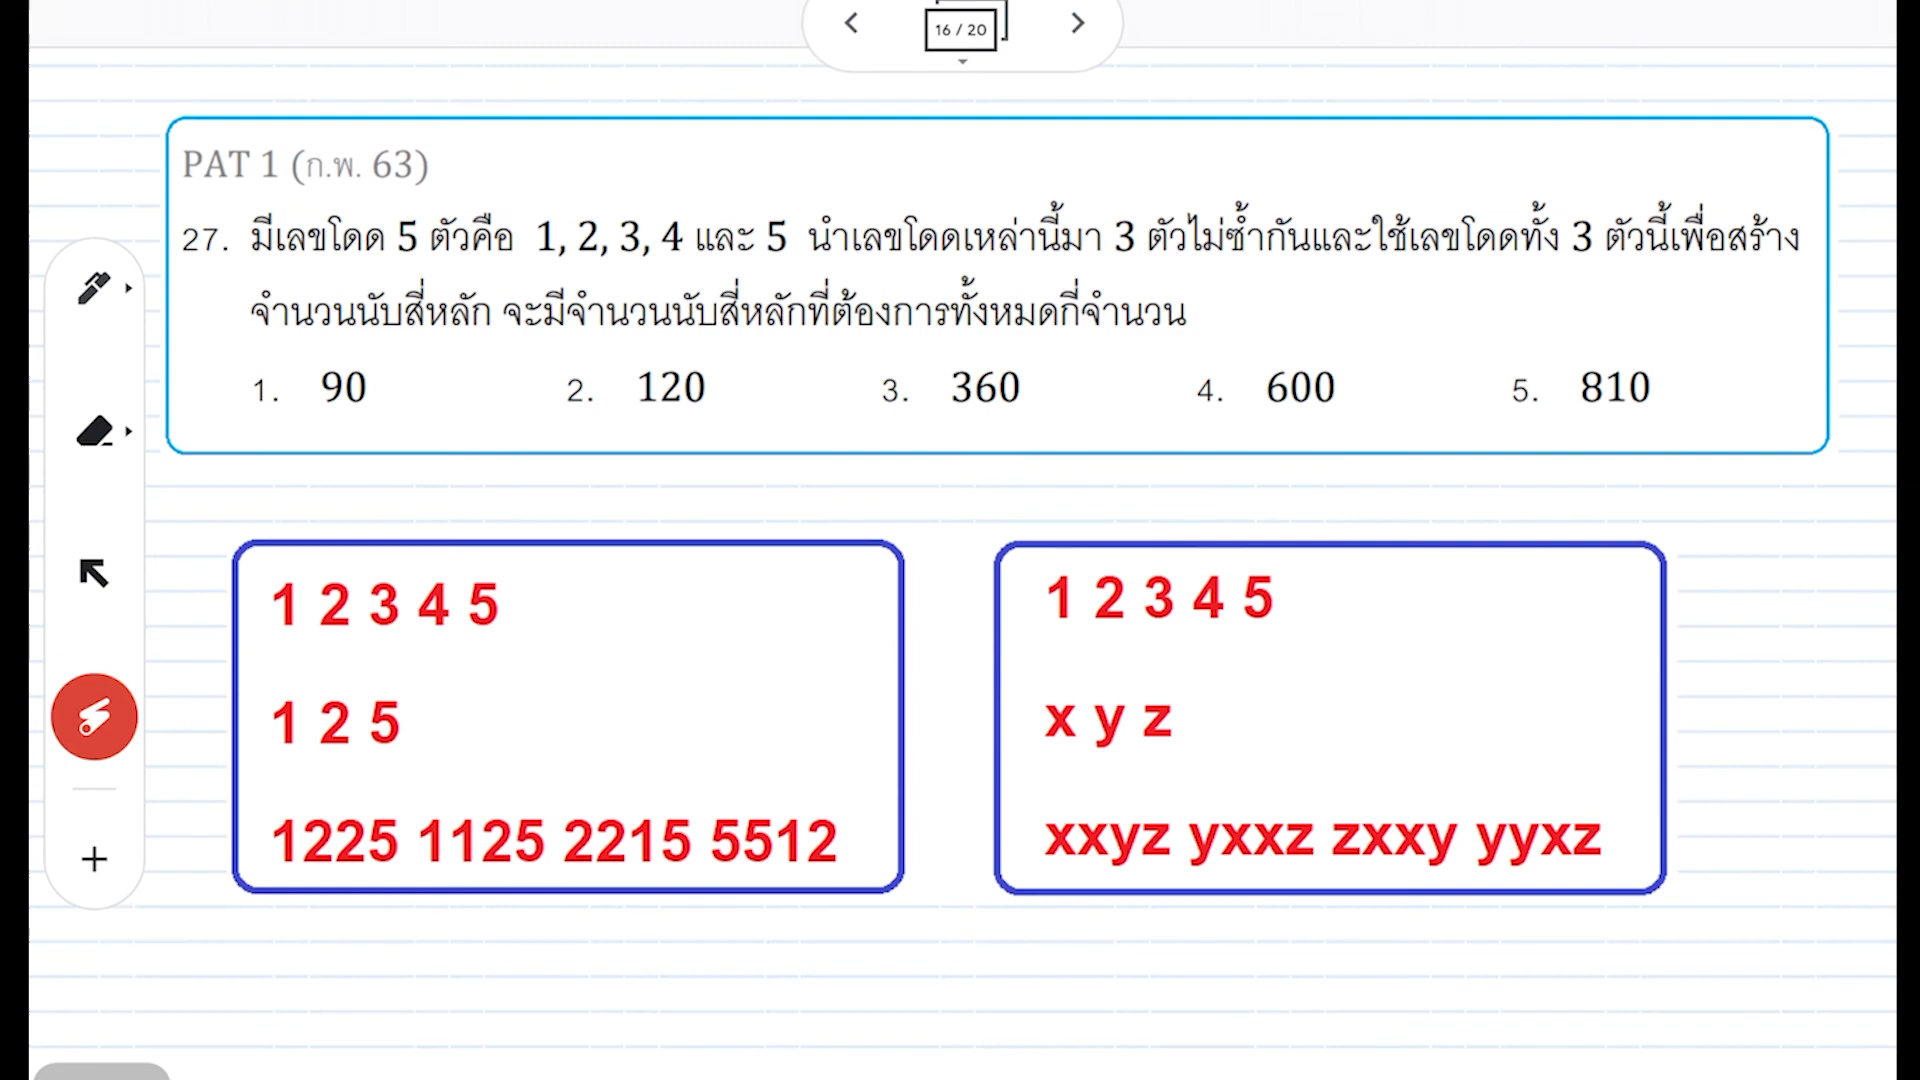 16 / 20
PAT 1 (ก.พ. 63)
27. มีเลขโดด 5 ตัวคือ 1, 2, 3, 4 และ 5 นำเลขโดดเหล่านี้มา 3 ตัวไม่ซ้ำกันและใช้เลขโดดทั้ง 3 ตัวนี้เพื่อสร้าง
จำนวนนับสี่หลัก จะมีจำนวนนับสี่หลักที่ต้องการทั้งหมดกี่จำนวน
1. 90 2. 120 3. 360 4. 600 5. 810
1 2 3 4 5
1 2 5
1225 1125 2215 5512
1 2 3 4 5
x y z
xxyz yxxz zxxy yyxz